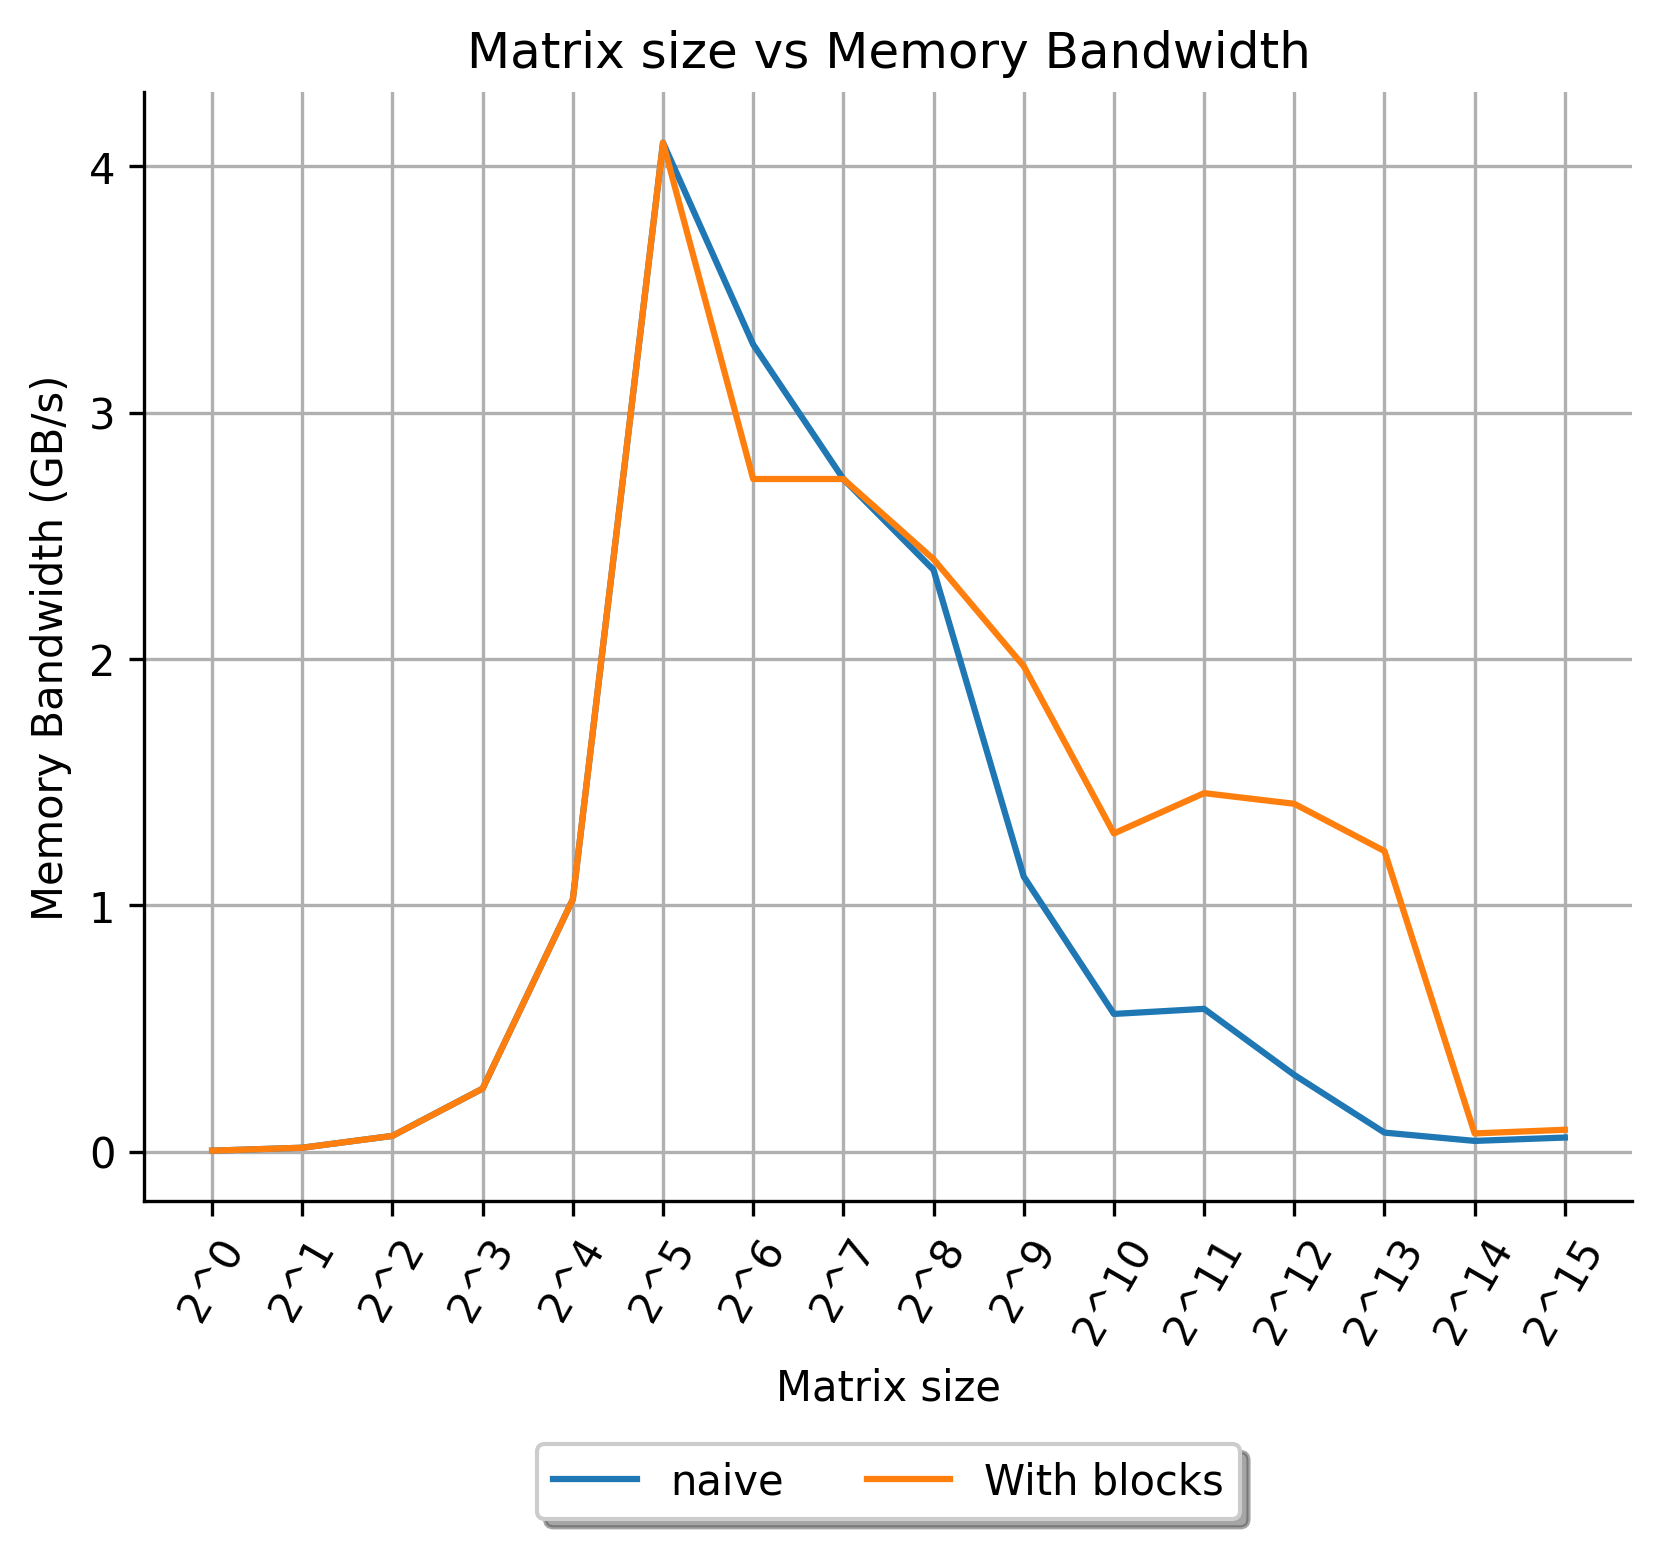 Matrix size vs Memory Bandwidth
Memory Bandwidth (GB/s)
4
3
2
1
0
2^0 2^1 2^2 2^3 2^4 2^5 2^6 2^7 2^8 2^9 2^10 2^11 2^12 2^13 2^14 2^15
Matrix size
naive With blocks